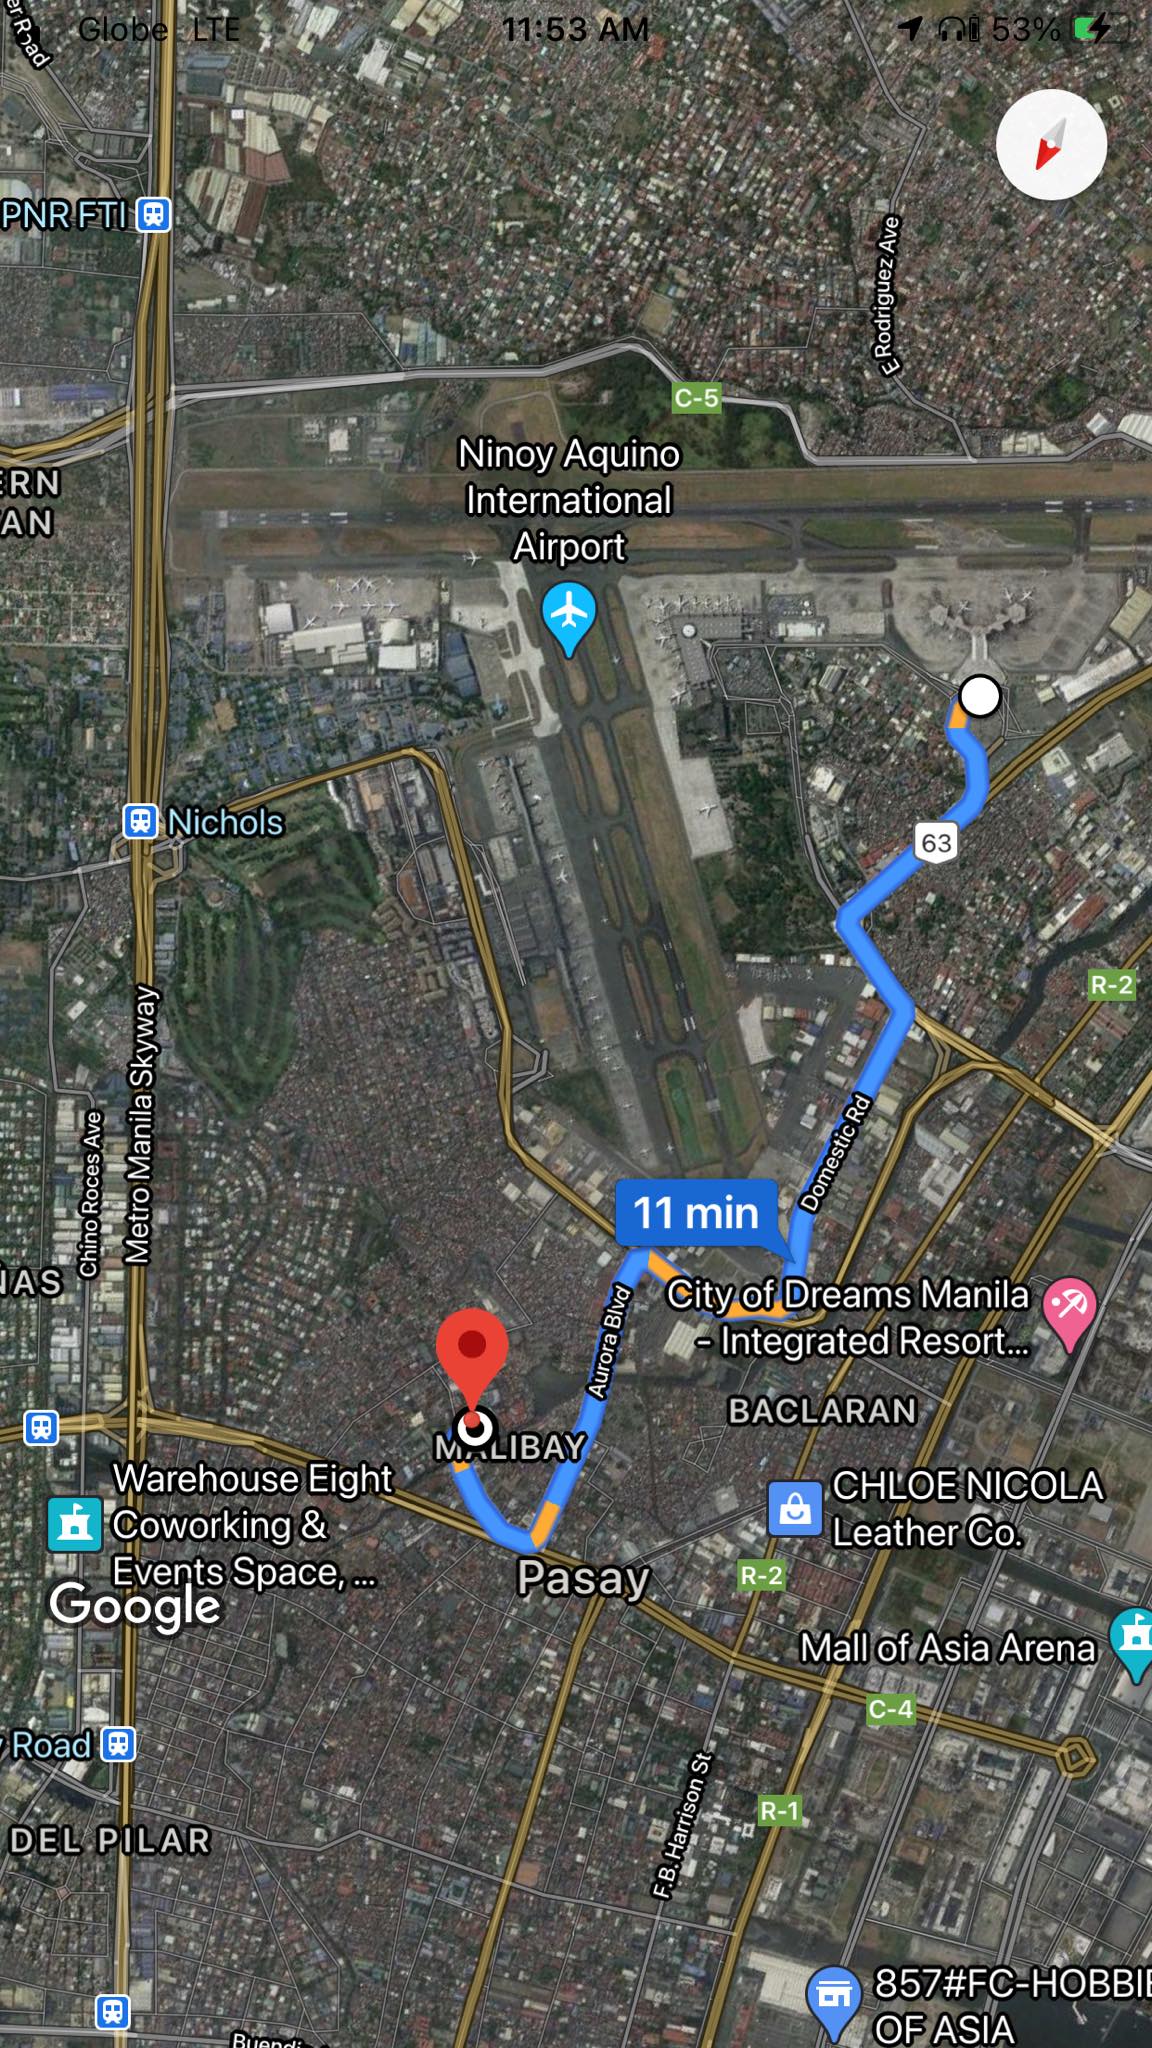 Globe LTE
11:53 AM
53%
PNR FTI
E Rodriguez Ave
C-5
Ninoy Aquino
International
Airport
ERN
AN
Nichols
63
R-2
Metro Manila Skyway
Chino Roces Ave
Domestic Rd
11 min
NAS
City of Dreams Manila
- Integrated Resort...
Aurora Blvd
BACLARAN
MALIBAY
Warehouse Eight
Coworking &
Events Space, ...
CHLOE NICOLA
Leather Co.
Pasay
R-2
Google
Mall of Asia Arena
C-4
y Road
F.B. Harrison St
R-1
DEL PILAR
857#FC-HOBBIE
OF ASIA
Buendi